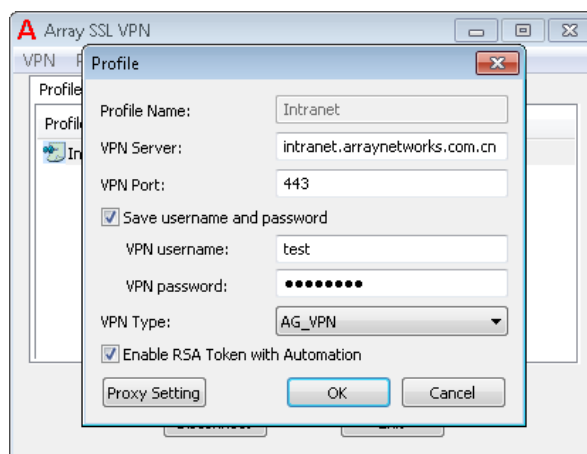 A Array SSL VPN
VPN
Profile
Profile
Profile Name: Intranet
VPN Server: intranet.arraynetworks.com.cn
VPN Port: 443
Save username and password
VPN username: test
VPN password: ●●●●●●●●
VPN Type: AG_VPN
Enable RSA Token with Automation
Proxy Setting OK Cancel